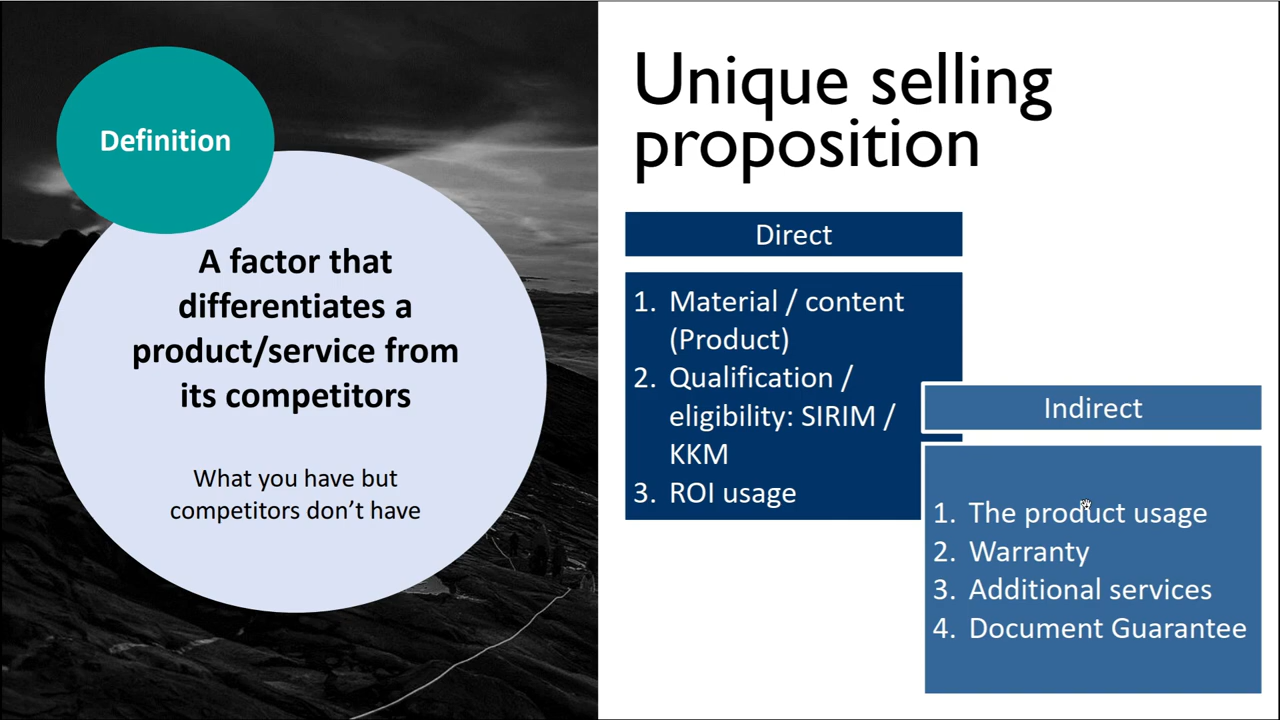 Definition
A factor that
differentiates a
product/service from
its competitors
What you have but
competitors don’t have
Unique selling
proposition
Direct
1. Material / content
(Product)
2. Qualification /
eligibility: SIRIM /
KKM
3. ROI usage
Indirect
1. The product usage
2. Warranty
3. Additional services
4. Document Guarantee